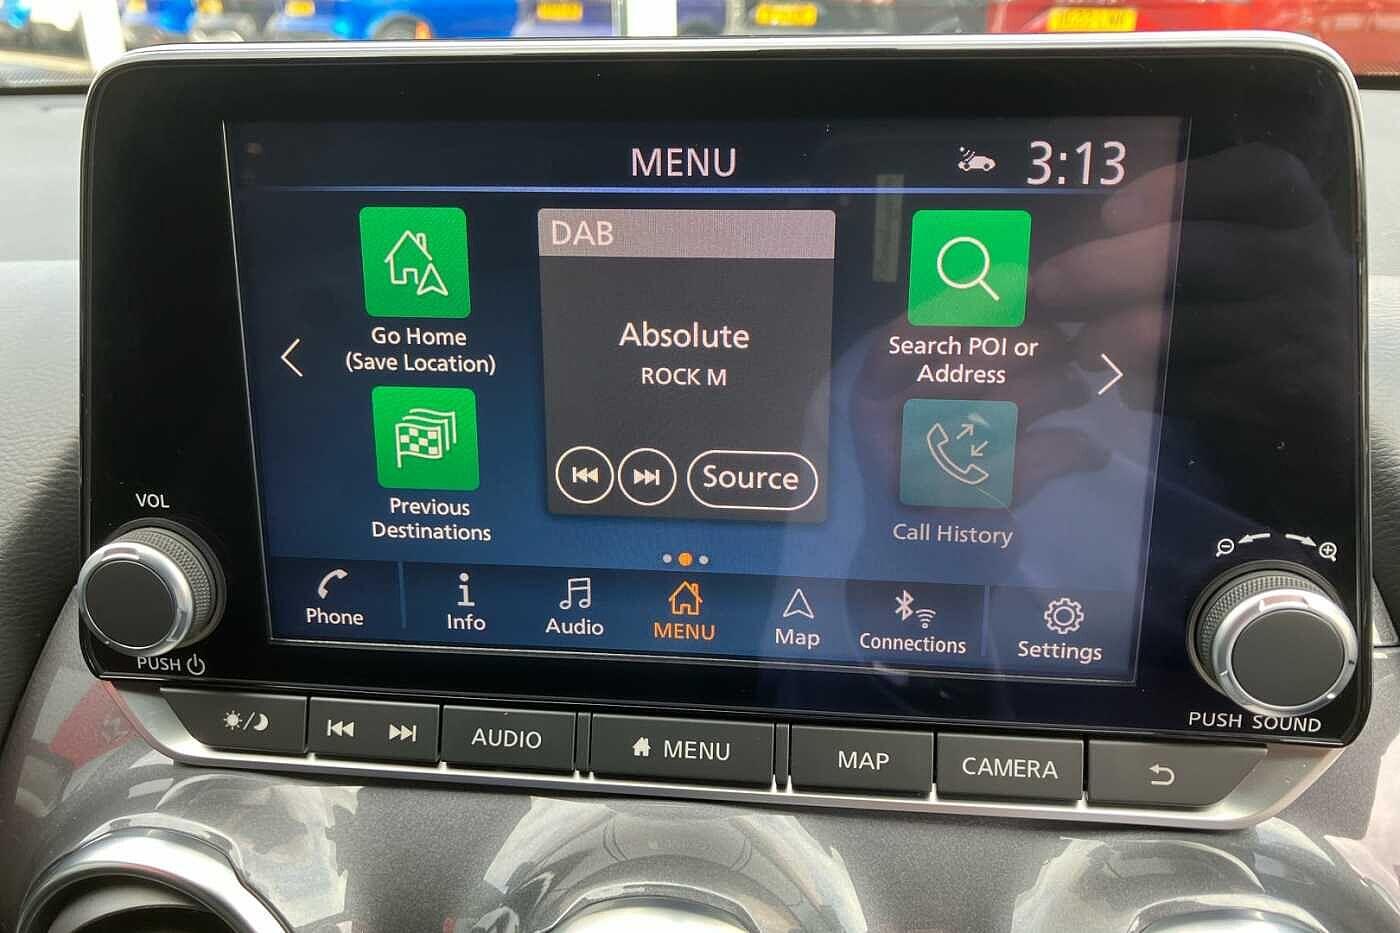 MENU
3:13
DAB
Absolute
ROCK M
Source
Go Home
(Save Location)
Previous
Destinations
Search POI or
Address
Call History
Phone
Info
Audio
MENU
Map
Connections
Settings
VOL
PUSH
PUSH SOUND
AUDIO
MENU
MAP
CAMERA